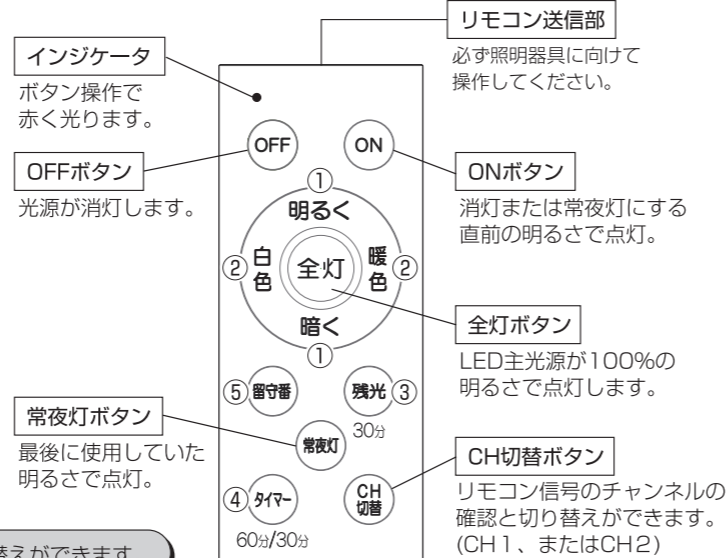 リモコン送信部
必ず照明器具に向けて
操作してください。
インジケータ
ボタン操作で
赤く光ります。
OFFボタン
光源が消灯します。
OFF
ON
ONボタン
消灯または常夜灯にする
直前の明るさで点灯。
①
明るく
②
白色
全灯
暖色
②
暗く
①
全灯ボタン
LED主光源が100%の
明るさで点灯します。
⑤
留守番
残光
③
30分
常夜灯
常夜灯ボタン
最後に使用していた
明るさで点灯。
④
タイマー
60分/30分
CH
切替
CH切替ボタン
リモコン信号のチャンネルの
確認と切り替えができます。
(CH1、またはCH2)
替えができます